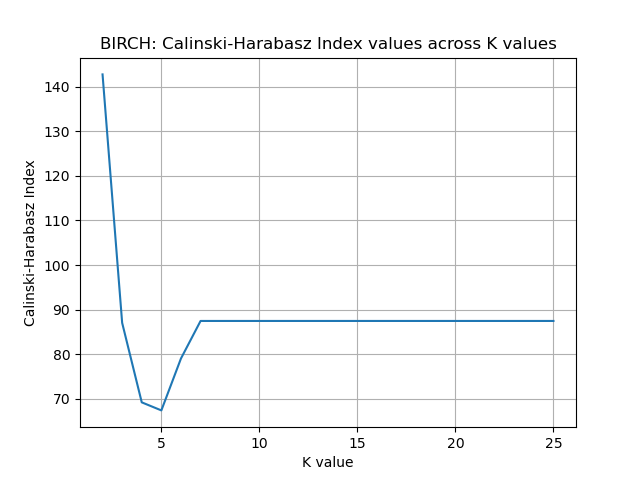 BIRCH: Calinski-Harabasz Index values across K values
140
130
120
110
100
90
80
70
Calinski-Harabasz Index
5 10 15 20 25
K value